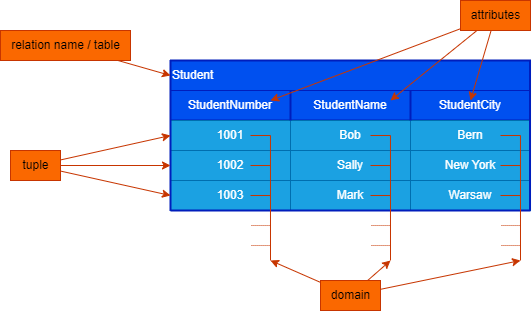 attributes
relation name / table
Student
StudentNumber StudentName StudentCity
1001 Bob Bern
tuple
1002 Sally New York
1003 Mark Warsaw
domain